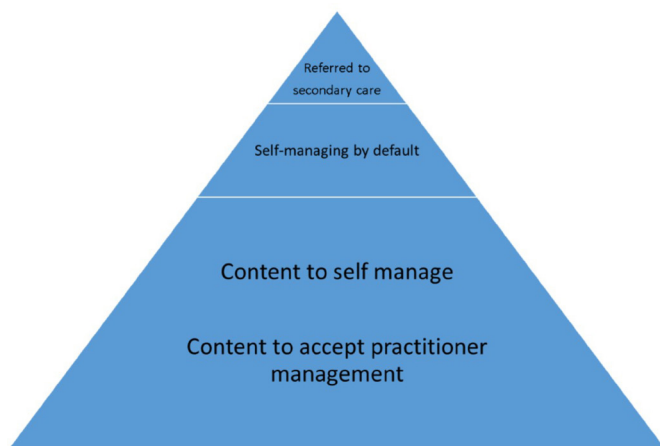 Referred to
secondary care
Self-managing by default
Content to self manage
Content to accept practitioner
management